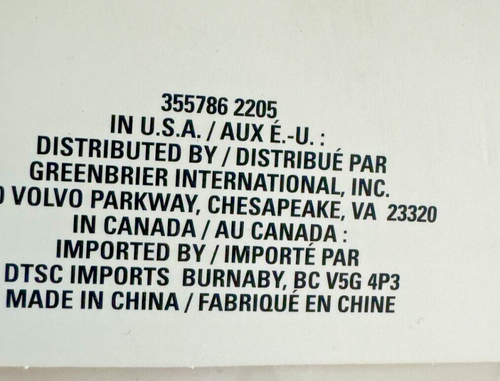 355786 2205
IN U.S.A. / AUX É.-U. :
DISTRIBUTED BY / DISTRIBUÉ PAR
GREENBRIER INTERNATIONAL, INC.
0 VOLVO PARKWAY, CHESAPEAKE, VA 23320
IN CANADA / AU CANADA :
IMPORTED BY / IMPORTÉ PAR
DTSC IMPORTS BURNABY, BC V5G 4P3
MADE IN CHINA / FABRIQUÉ EN CHINE